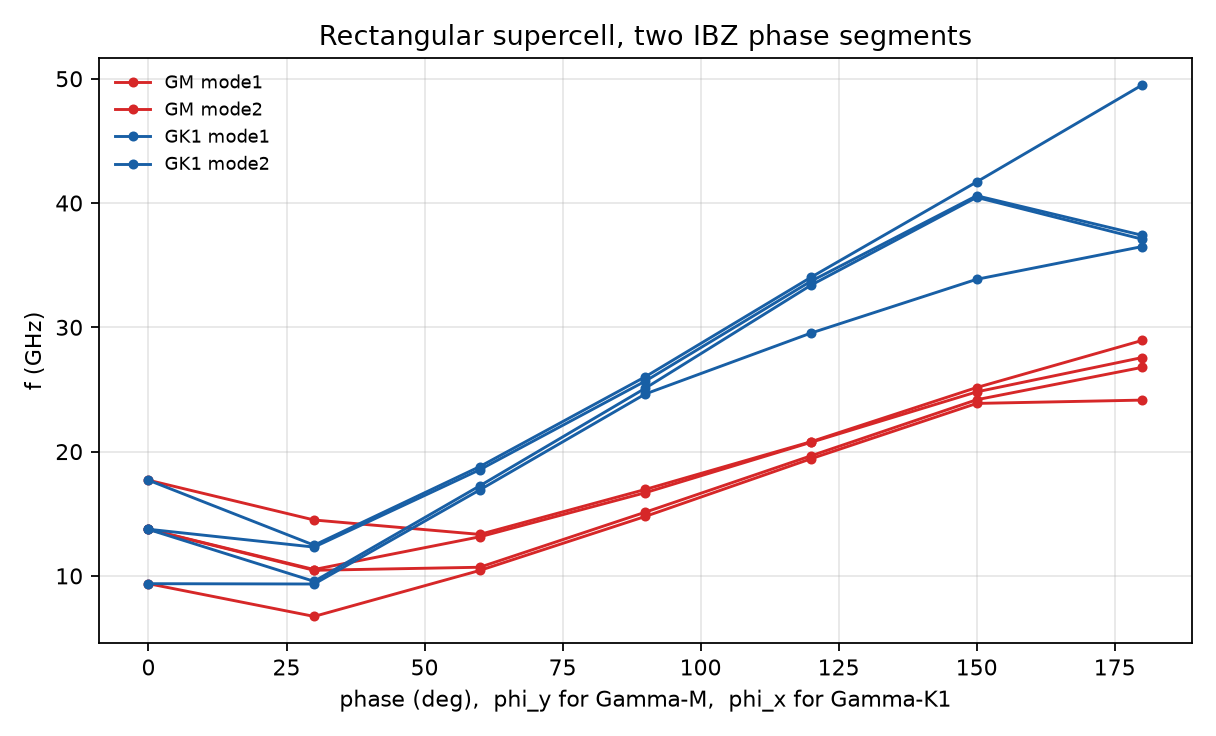 Rectangular supercell, two IBZ phase segments
GM mode1
GM mode2
GK1 mode1
GK1 mode2
50
40
30
20
10
f (GHz)
0 25 50 75 100 125 150 175
phase (deg),  phi_y for Gamma-M,  phi_x for Gamma-K1